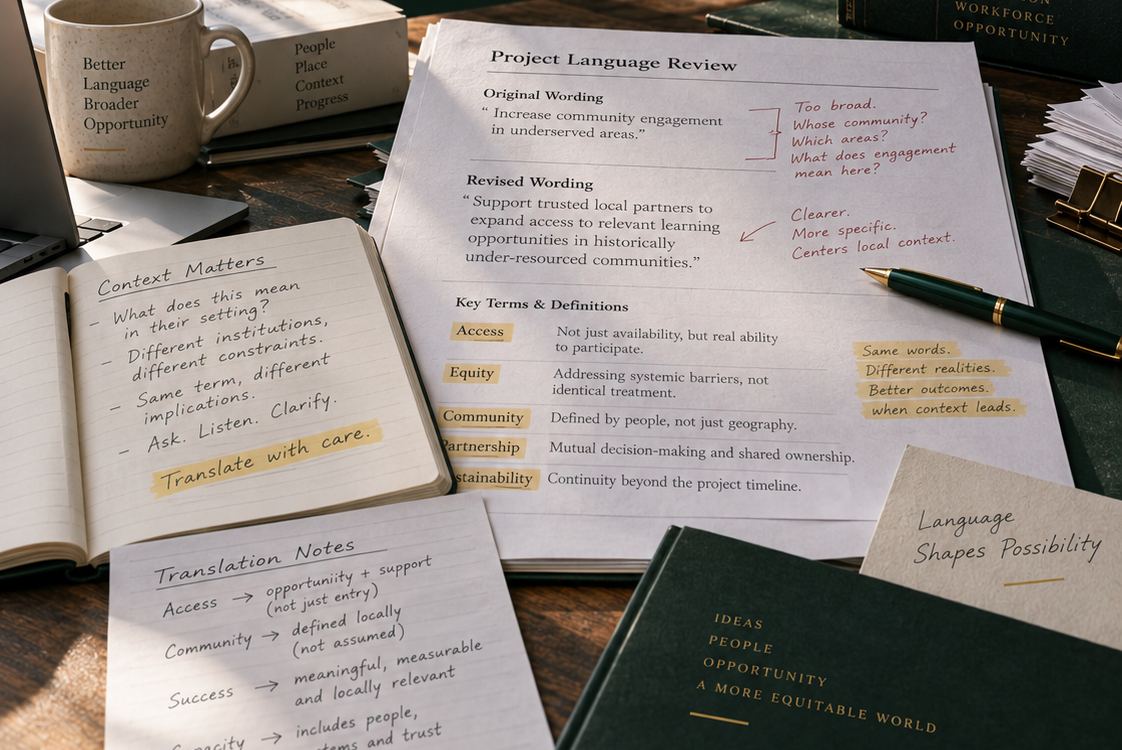 Better
Language
Broader
Opportunity
People
Place
Context
Progress
WORKFORCE
OPPORTUNITY
Project Language Review
Original Wording
“ Increase community engagement
in underserved areas.”
Too broad.
Whose community?
Which areas?
What does engagement
mean here?
Revised Wording
“ Support trusted local partners to
expand access to relevant learning
opportunities in historically
under-resourced communities.”
Clearer.
More specific.
Centers local context.
Key Terms & Definitions
Access Not just availability, but real ability
to participate.
Equity Addressing systemic barriers, not
identical treatment.
Community Defined by people, not just geography.
Partnership Mutual decision-making and shared ownership.
stainability Continuity beyond the project timeline.
Same words.
Different realities.
Better outcomes.
when context leads.
Context Matters
– What does this mean
in their setting?
– Different institutions,
different constraints.
– Same term, different
implications.
– Ask. Listen. Clarify.
Translate with care.
Translation Notes
Access → opportuniity + support
(not just entry)
Community → defined locally
(not assumed)
Success → meaningful, measurable
and locally relevant
→ includes people,
and trust
Language
Shapes Possibility
IDEAS
PEOPLE
OPPORTUNITY
A MORE EQUITABLE WORLD